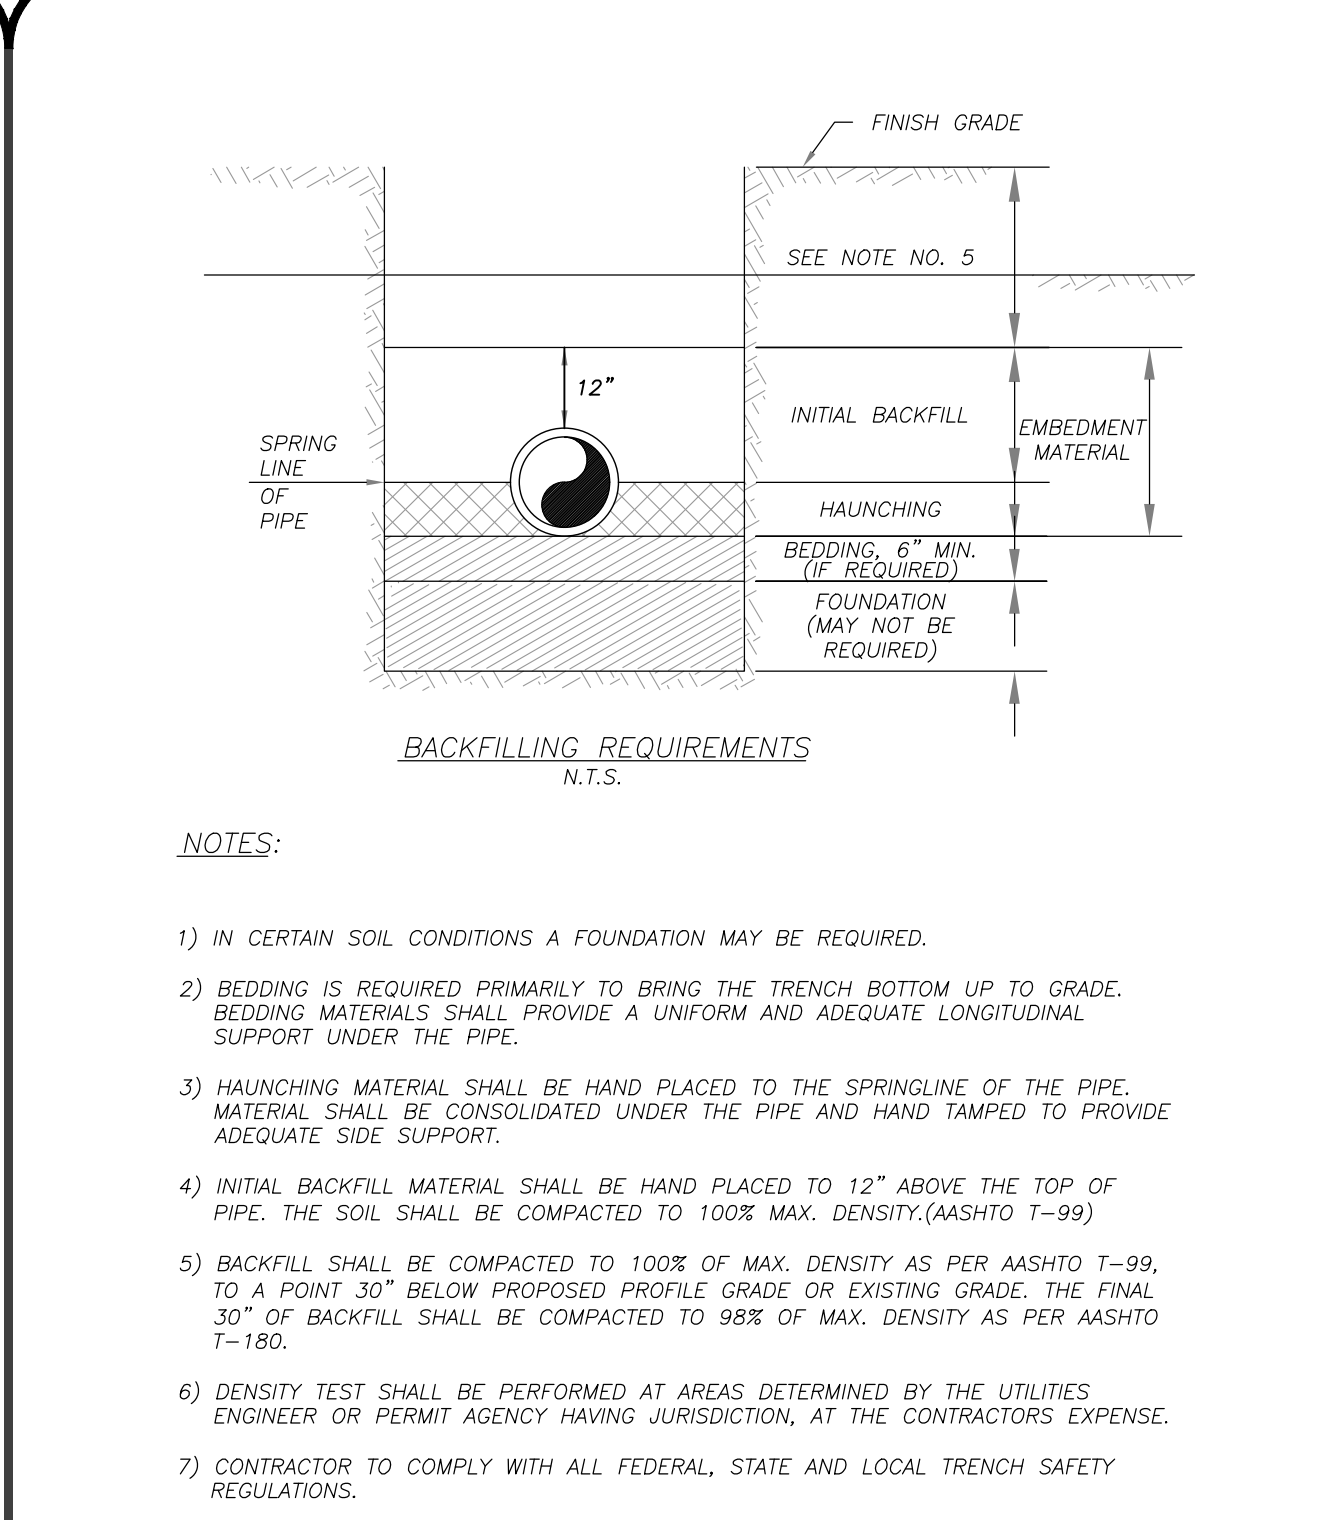 FINISH GRADE
SEE NOTE NO. 5
12"
INITIAL BACKFILL
EMBEDMENT
MATERIAL
SPRING
LINE
OF
PIPE
HAUNCHING
BEDDING, 6" MIN.
(IF REQUIRED)
FOUNDATION
(MAY NOT BE
REQUIRED)
BACKFILLING REQUIREMENTS
N.T.S.
NOTES:
1) IN CERTAIN SOIL CONDITIONS A FOUNDATION MAY BE REQUIRED.
2) BEDDING IS REQUIRED PRIMARILY TO BRING THE TRENCH BOTTOM UP TO GRADE.
BEDDING MATERIALS SHALL PROVIDE A UNIFORM AND ADEQUATE LONGITUDINAL
SUPPORT UNDER THE PIPE.
3) HAUNCHING MATERIAL SHALL BE HAND PLACED TO THE SPRINGLINE OF THE PIPE.
MATERIAL SHALL BE CONSOLIDATED UNDER THE PIPE AND HAND TAMPED TO PROVIDE
ADEQUATE SIDE SUPPORT.
4) INITIAL BACKFILL MATERIAL SHALL BE HAND PLACED TO 12" ABOVE THE TOP OF
PIPE. THE SOIL SHALL BE COMPACTED TO 100% MAX. DENSITY.(AASHTO T-99)
5) BACKFILL SHALL BE COMPACTED TO 100% OF MAX. DENSITY AS PER AASHTO T-99,
TO A POINT 30" BELOW PROPOSED PROFILE GRADE OR EXISTING GRADE. THE FINAL
30" OF BACKFILL SHALL BE COMPACTED TO 98% OF MAX. DENSITY AS PER AASHTO
T-180.
6) DENSITY TEST SHALL BE PERFORMED AT AREAS DETERMINED BY THE UTILITIES
ENGINEER OR PERMIT AGENCY HAVING JURISDICTION, AT THE CONTRACTORS EXPENSE.
7) CONTRACTOR TO COMPLY WITH ALL FEDERAL, STATE AND LOCAL TRENCH SAFETY
REGULATIONS.